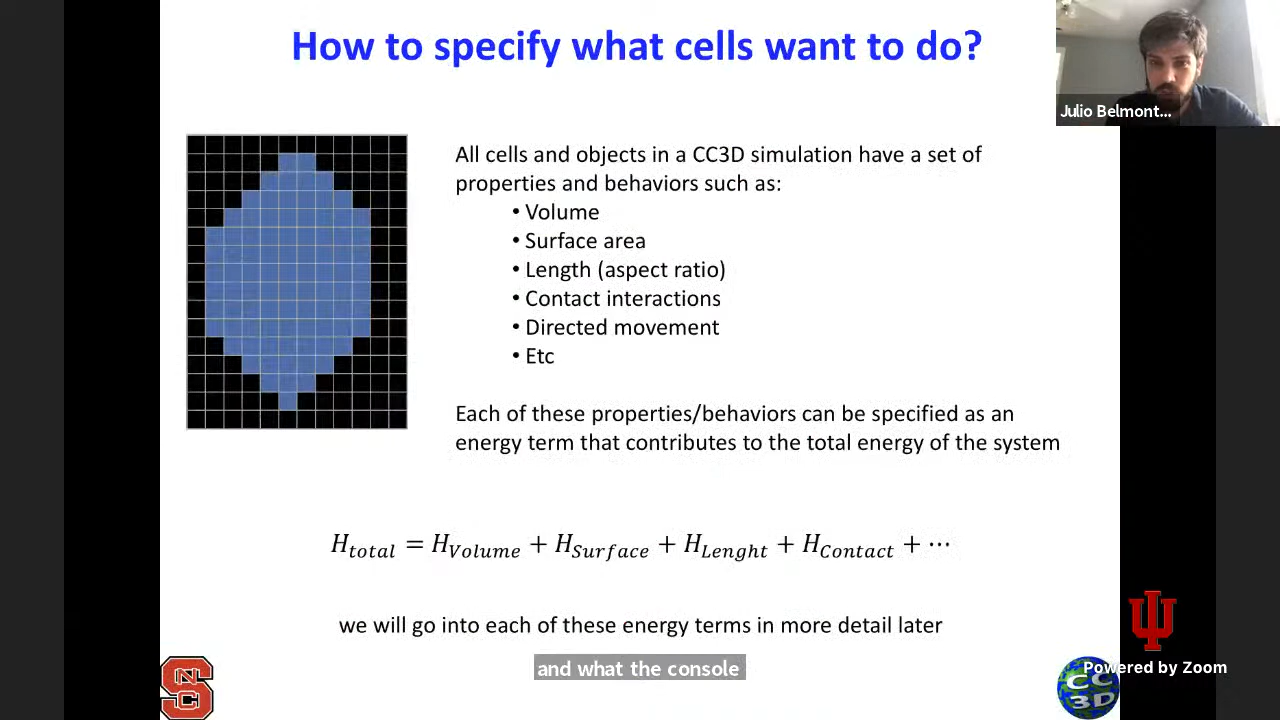 How to specify what cells want to do?
Julio Belmont...
All cells and objects in a CC3D simulation have a set of
properties and behaviors such as:
• Volume
• Surface area
• Length (aspect ratio)
• Contact interactions
• Directed movement
• Etc
Each of these properties/behaviors can be specified as an
energy term that contributes to the total energy of the system
H_total = H_Volume + H_Surface + H_Lenght + H_Contact + ⋯
we will go into each of these energy terms in more detail later
and what the console
Powered by Zoom
NCS
CC
3D